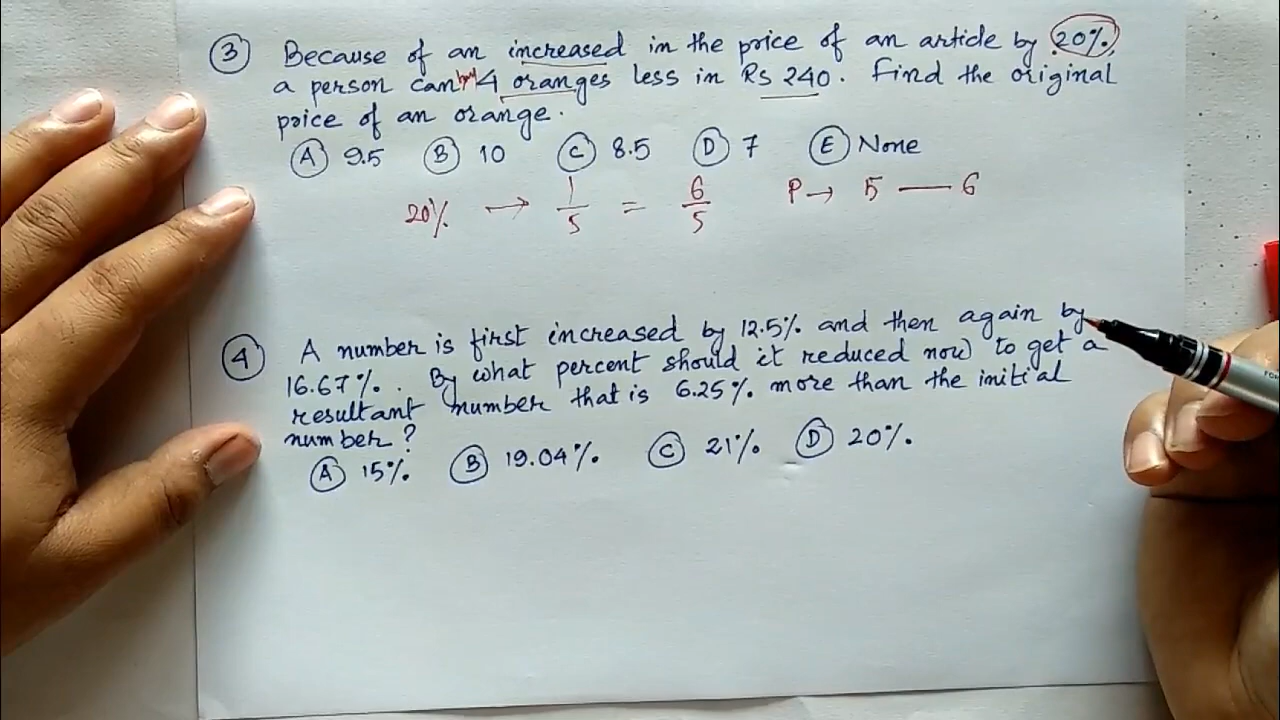 3 Because of an increased in the price of an article by 20%.
a person can buy 4 oranges less in Rs 240. Find the original
price of an orange.
A 9.5 B 10 C 8.5 D 7 E None
20% → 1/5 = 6/5 P → 5 — 6
4 A number is first increased by 12.5% and then again by
16.67%. By what percent should it reduced now to get a
resultant number that is 6.25% more than the initial
number?
A 15% B 19.04% C 21% D 20%.